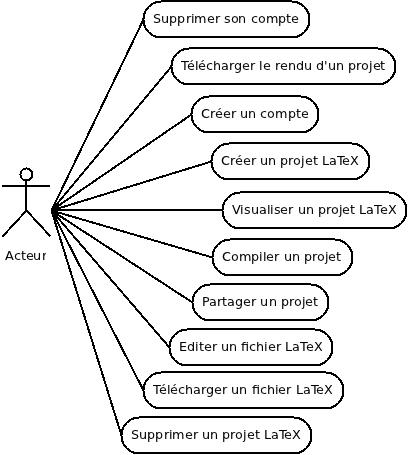 Supprimer son compte
Télécharger le rendu d'un projet
Créer un compte
Créer un projet LaTeX
Visualiser un projet LaTeX
Acteur
Compiler un projet
Partager un projet
Editer un fichier LaTeX
Télécharger un fichier LaTeX
Supprimer un projet LaTeX